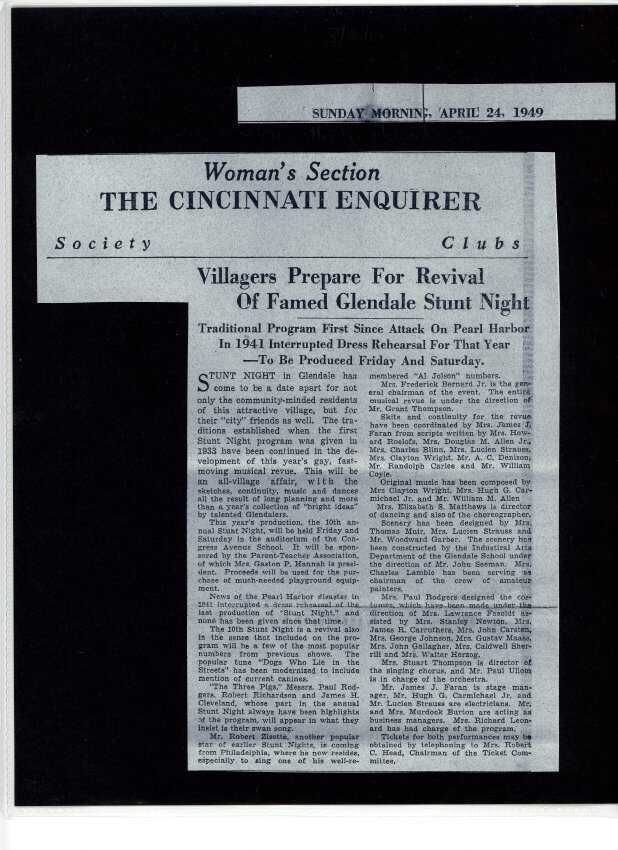 SUNDAY MORNING, APRIL 24, 1949
Woman's Section
THE CINCINNATI ENQUIRER
Society Clubs
Villagers Prepare For Revival
Of Famed Glendale Stunt Night
Traditional Program First Since Attack On Pearl Harbor
In 1941 Interrupted Dress Rehearsal For That Year
—To Be Produced Friday And Saturday.
STUNT NIGHT in Glendale has
come to be a date apart for not
only the community-minded residents
of this attractive village, but for
their "city" friends as well. The tra-
ditions established when the first
Stunt Night program was given in
1933 have been continued in the de-
velopment of this year's gay, fast-
moving musical revue. This will be
an all-village affair, with the
sketches, continuity, music and dances
all the result of long planning and more
than a year's collection of "bright ideas"
by talented Glendalers.
This year's production, the 10th an-
nual Stunt Night, will be held Friday and
Saturday in the auditorium of the Con-
gress Avenue School. It will be spon-
sored by the Parent-Teacher Association,
of which Mrs. Gaston P. Hannah is presi-
dent. Proceeds will be used for the pur-
chase of much-needed playground equip-
ment.
News of the Pearl Harbor disaster in
1941 interrupted a dress rehearsal of the
last production of "Stunt Night," and
none has been given since that time.
The 10th Stunt Night is a revival also
in the sense that included on the pro-
gram will be a few of the most popular
numbers from previous shows. The
popular tune "Dogs Who Lie in the
Streets" has been modernized to include
mention of current canines.
"The Three Pigs," Messrs. Paul Rod-
gers, Robert Richardson and James H.
Cleveland, whose part in the annual
Stunt Night always have been highlights
of the program, will appear in what they
insist is their swan song.
Mr. Robert Zisette, another popular
star of earlier Stunt Nights, is coming
from Philadelphia, where he now resides,
especially to sing one of his well-re-
membered "Al Jolson" numbers.
Mrs. Frederick Bernard Jr. is the gen-
eral chairman of the event. The entire
musical revue is under the direction of
Mr. Grant Thompson.
Skits and continuity for the revue
have been coordinated by Mrs. James J.
Faran from scripts written by Mrs. How-
ard Roelofs, Mrs. Douglas M. Allen Jr.,
Mrs. Charles Blinn, Mrs. Lucien Strauss,
Mrs. Clayton Wright, Mr. A. C. Denison,
Mr. Randolph Carles and Mr. William
Coyle.
Original music has been composed by
Mrs Clayton Wright, Mrs. Hugh G. Car-
michael Jr. and Mr. William M. Allen
Mrs. Elizabeth S. Matthews is director
of dancing and also of the choreographer.
Scenery has been designed by Mrs.
Thomas Muir, Mrs. Lucien Strauss and
Mr. Woodward Garber. The scenery has
been constructed by the Industiral Arts
Department of the Glendale School under
the direction of Mr. John Seeman. Mrs.
Charles Lamble has been serving as
chairman of the crew of amateur
painters.
Mrs. Paul Rodgers designed the cos-
tumes, which have been made under the
direction of Mrs. Lawrence as-
sisted by Mrs. Stanley Newton, Mrs.
James R. Carruthers, Mrs. John Carsten,
Mrs. George Johnson, Mrs. Gustav Maass,
Mrs. John Gallagher, Mrs. Caldwell Sher-
rill and Mrs. Walter Herzog.
Mrs. Stuart Thompson is director of
the singing chorus, and Mr. Paul Ullom
is in charge of the orchestra.
Mr. James J. Faran is stage man-
ager, Mr. Hugh G. Carmichael Jr. and
Mr. Lucien Strauss are electricians. Mr.
and Mrs. Murdock Burton are acting as
business managers. Mrs. Richard Leon-
ard has had charge of the program.
Tickets for both performances may be
obtained by telephoning to Mrs. Robert
C. Head, Chairman of the Ticket Com-
mittee.